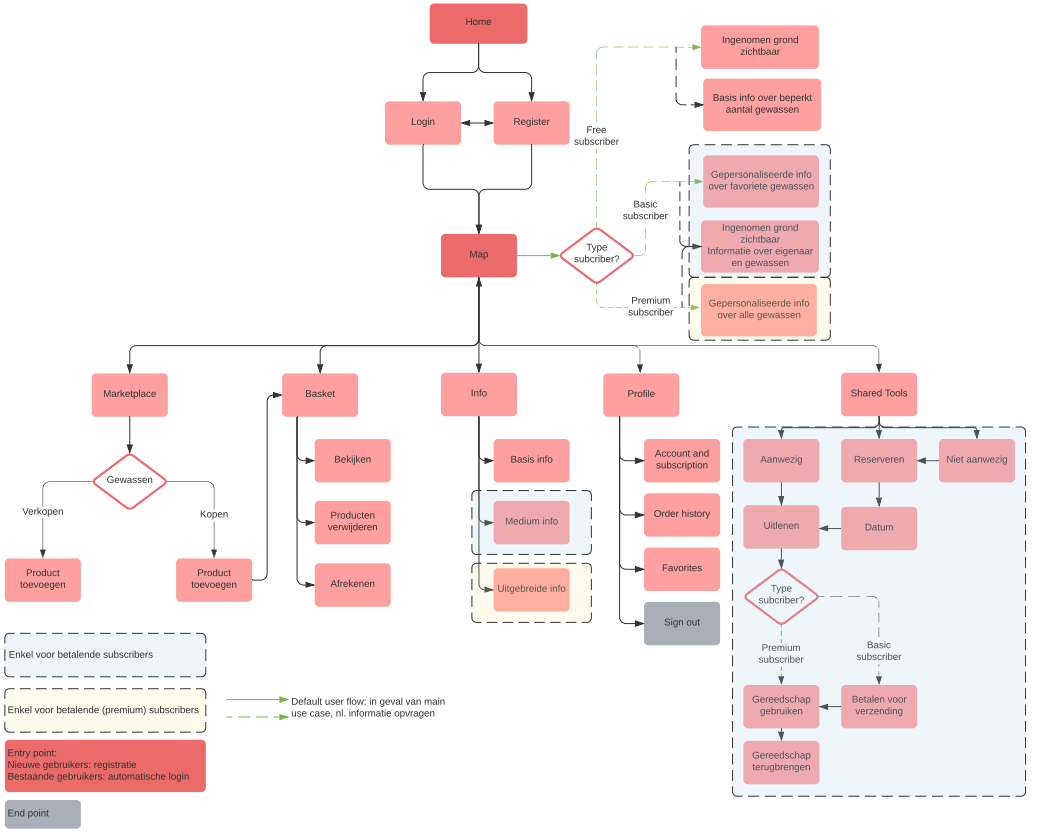 Home
Login
Register
Free
subscriber
Ingenomen grond
zichtbaar
Basis info over beperkt
aantal gewassen
Map
Type
subcriber?
Basic
subscriber
Premium
subscriber
Gepersonaliseerde info
over favoriete gewassen
Ingenomen grond
zichtbaar
Informatie over eigenaar
en gewassen
Gepersonaliseerde info
over alle gewassen
Marketplace
Basket
Info
Profile
Shared Tools
Gewassen
Verkopen
Kopen
Product
toevoegen
Product
toevoegen
Bekijken
Producten
verwijderen
Afrekenen
Basis info
Medium info
Uitgebreide info
Account and
subscription
Order history
Favorites
Sign out
Aanwezig
Reserveren
Niet aanwezig
Uitlenen
Datum
Type
subcriber?
Premium
subscriber
Basic
subscriber
Gereedschap
gebruiken
Betalen voor
verzending
Gereedschap
terugbrengen
Enkel voor betalende subscribers
Enkel voor betalende (premium) subscribers
Default user flow: in geval van main
use case, nl. informatie opvragen
Entry point:
Nieuwe gebruikers: registratie
Bestaande gebruikers: automatische login
End point